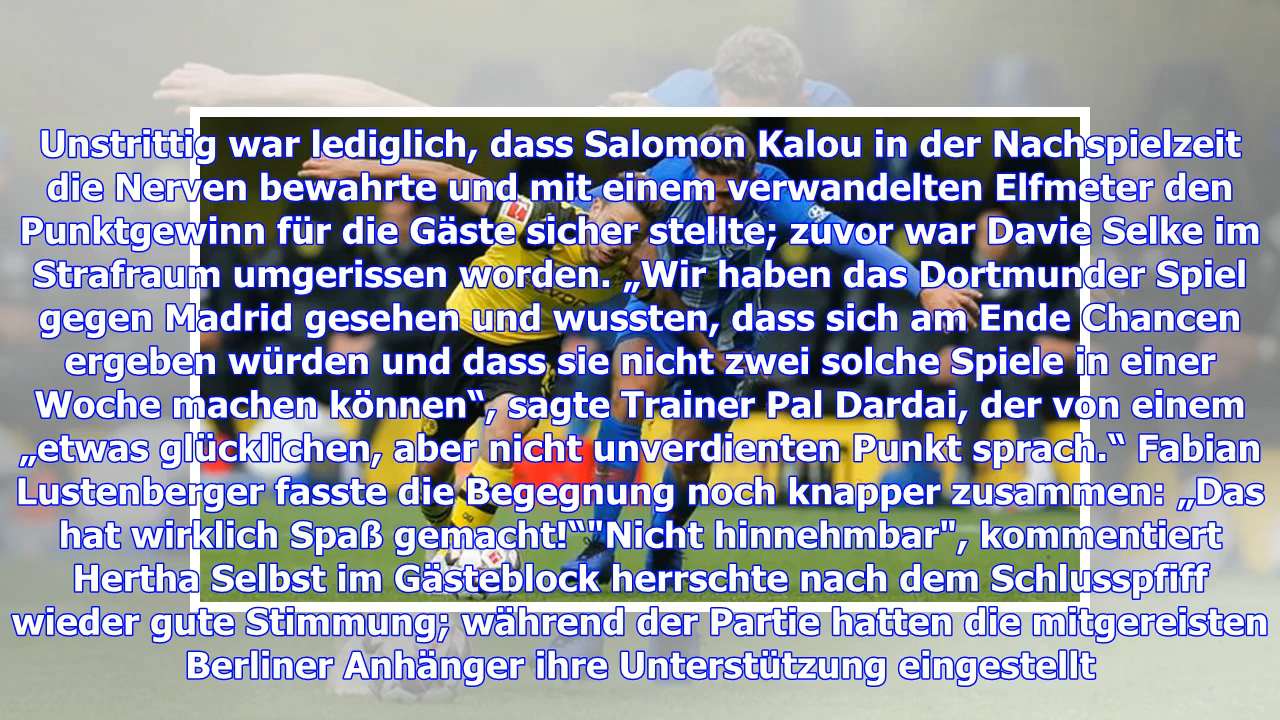 Unstrittig war lediglich, dass Salomon Kalou in der Nachspielzeit
die Nerven bewahrte und mit einem verwandelten Elfmeter den
Punktgewinn für die Gäste sicher stellte; zuvor war Davie Selke im
Strafraum umgerissen worden. „Wir haben das Dortmunder Spiel
gegen Madrid gesehen und wussten, dass sich am Ende Chancen
ergeben würden und dass sie nicht zwei solche Spiele in einer
Woche machen können“, sagte Trainer Pal Dardai, der von einem
„etwas glücklichen, aber nicht unverdienten Punkt sprach.“ Fabian
Lustenberger fasste die Begegnung noch knapper zusammen: „Das
hat wirklich Spaß gemacht!“"Nicht hinnehmbar", kommentiert
Hertha Selbst im Gästeblock herrschte nach dem Schlusspfiff
wieder gute Stimmung; während der Partie hatten die mitgereisten
Berliner Anhänger ihre Unterstützung eingestellt